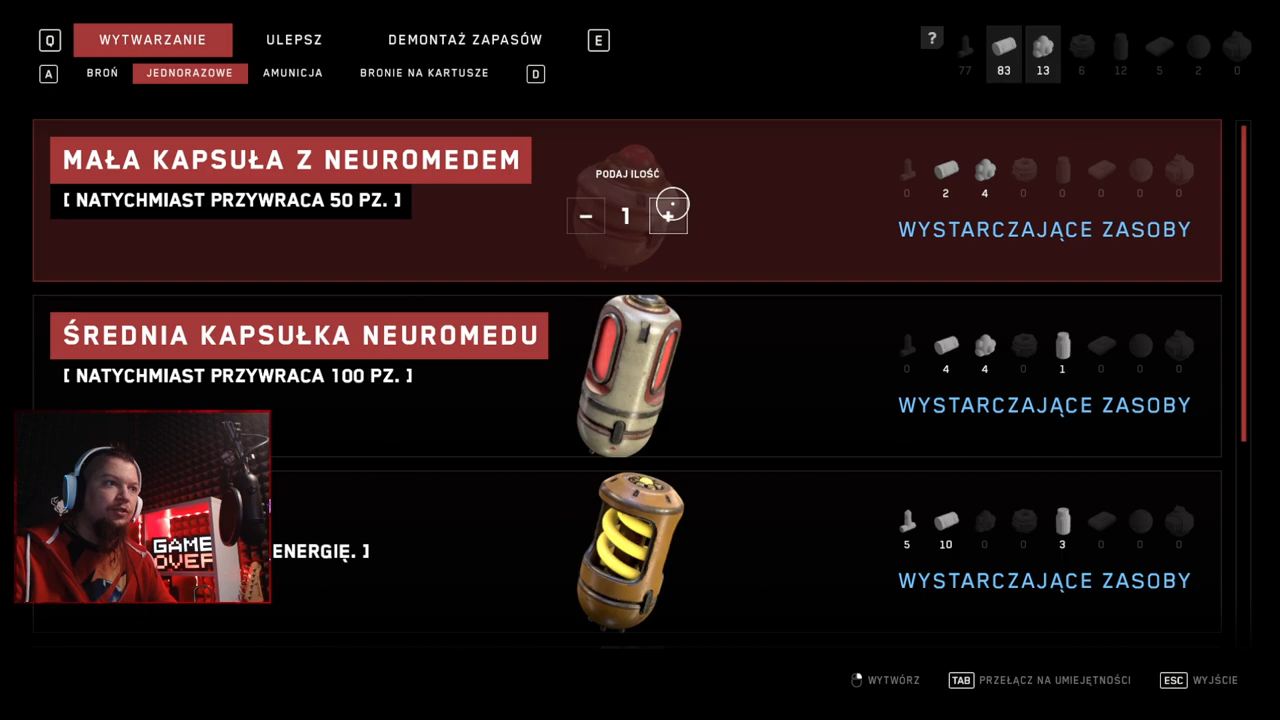 Q WYTWARZANIE ULEPSZ DEMONTAŻ ZAPASÓW E
A BROŃ JEDNORAZOWE AMUNICJA BRONIE NA KARTUSZE D
?
77 83 13 6 12 5 2 0
MAŁA KAPSUŁA Z NEUROMEDEM
[ NATYCHMIAST PRZYWRACA 50 PZ. ]
PODAJ ILOŚĆ
− 1 +
0 2 4 0 0 0 0 0
WYSTARCZAJĄCE ZASOBY
ŚREDNIA KAPSUŁKA NEUROMEDU
[ NATYCHMIAST PRZYWRACA 100 PZ. ]
0 4 4 0 1 0 0 0
WYSTARCZAJĄCE ZASOBY
ENERGIĘ. ]
5 10 0 0 3 0 0 0
WYSTARCZAJĄCE ZASOBY
GAME
OVER
WYTWÓRZ TAB PRZEŁĄCZ NA UMIEJĘTNOŚCI ESC WYJŚCIE